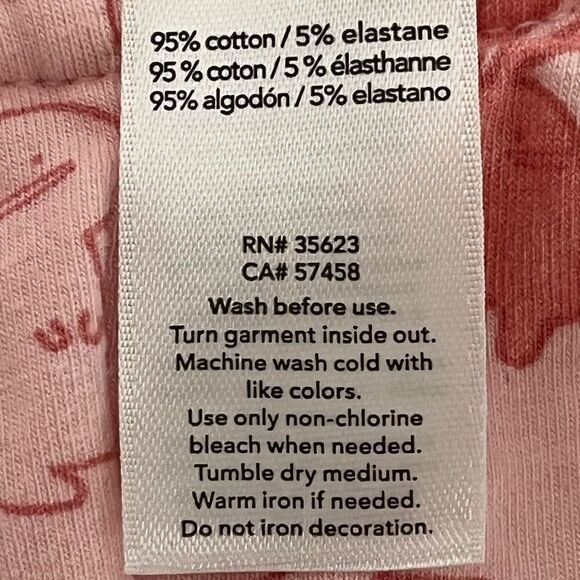 95% cotton / 5% elastane
95 % coton / 5 % élasthanne
95% algodón / 5% elastano
RN# 35623
CA# 57458
Wash before use.
Turn garment inside out.
Machine wash cold with
like colors.
Use only non-chlorine
bleach when needed.
Tumble dry medium.
Warm iron if needed.
Do not iron decoration.